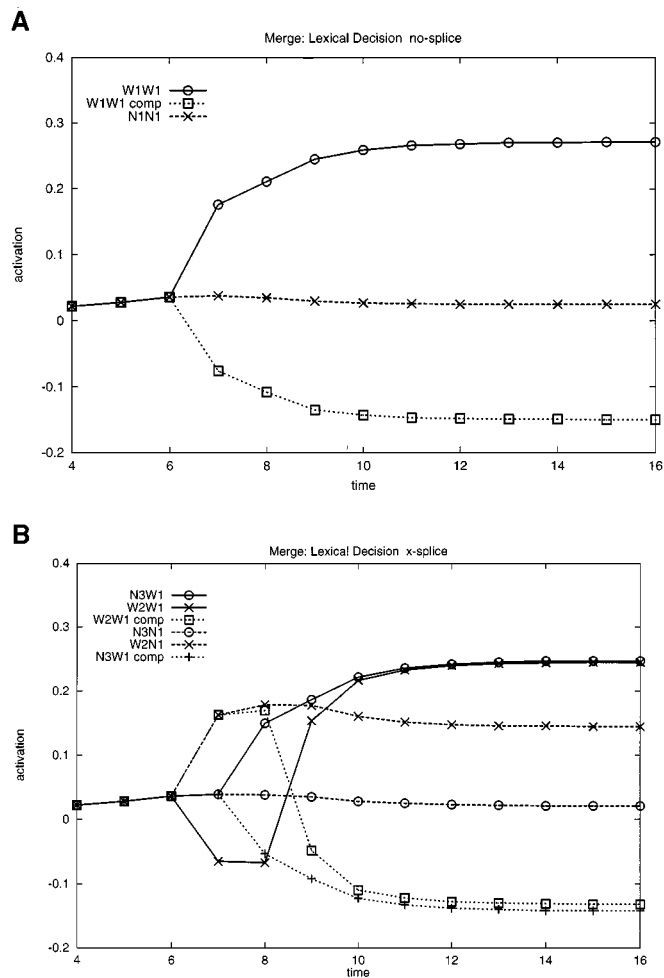 A
Merge: Lexical Decision no-splice
0.4
W1W1
W1W1 comp
N1N1
0.3
0.2
0.1
0
-0.1
-0.2
activation
4 6 8 10 12 14 16
time
B
Merge: Lexical Decision x-splice
0.4
N3W1
W2W1
W2W1 comp
N3N1
W2N1
N3W1 comp
0.3
0.2
0.1
0
-0.1
-0.2
activation
4 6 8 10 12 14 16
time